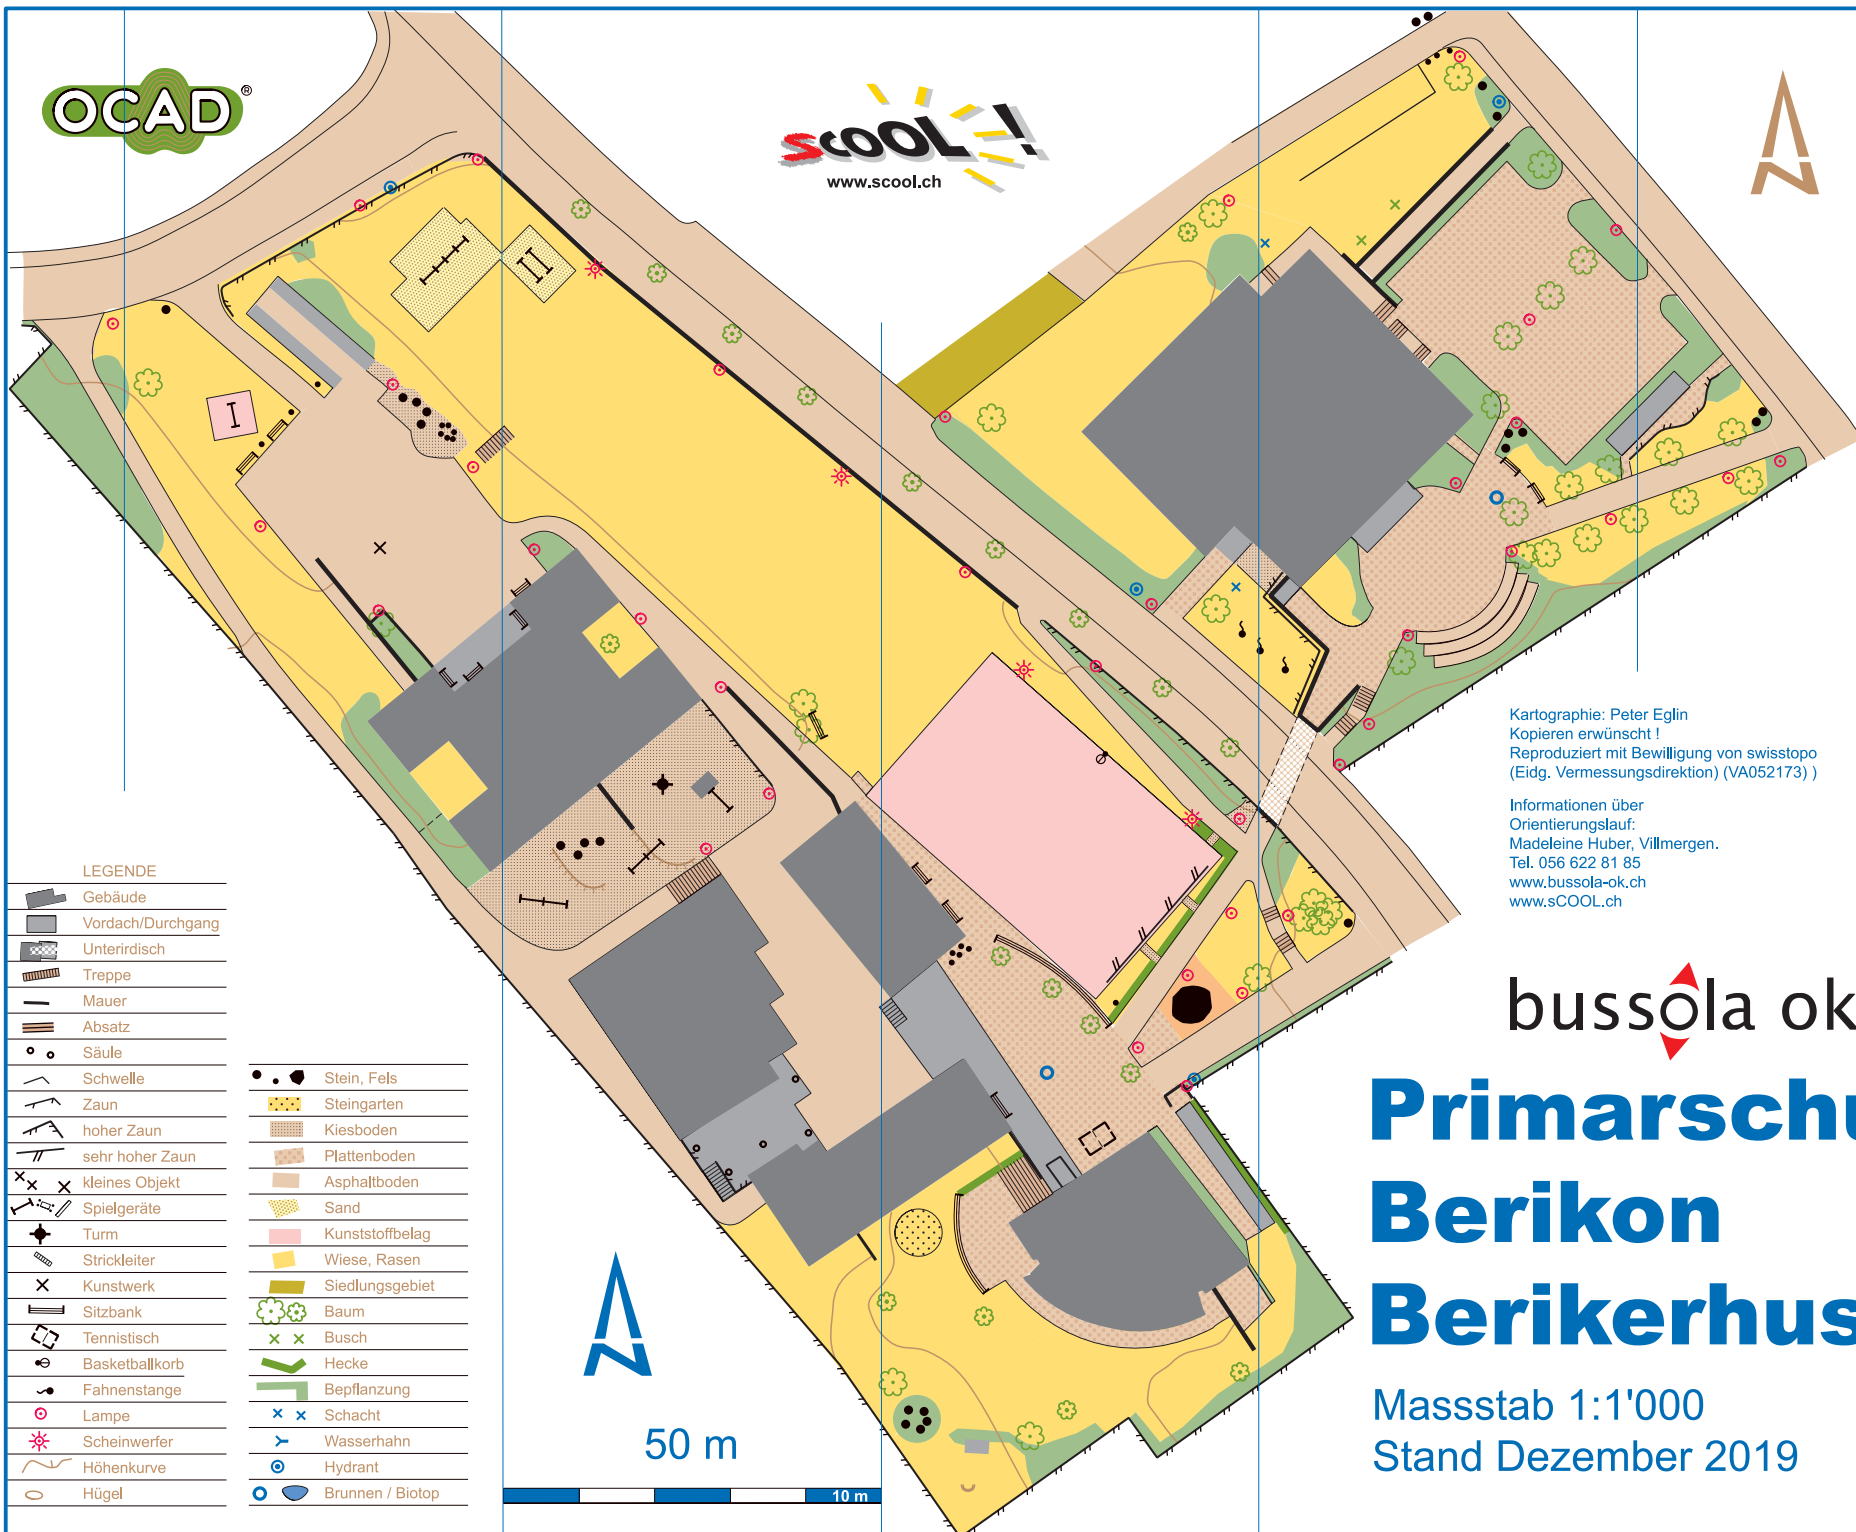 OCAD®
scOOL!
www.scool.ch
Kartographie: Peter Eglin
Kopieren erwünscht !
Reproduziert mit Bewilligung von swisstopo
(Eidg. Vermessungsdirektion) (VA052173) )
Informationen über
Orientierungslauf:
Madeleine Huber, Villmergen.
Tel. 056 622 81 85
www.bussola-ok.ch
www.sCOOL.ch
bussola ok
Primarschu
Berikon
Berikerhus
Massstab 1:1'000
Stand Dezember 2019
LEGENDE
Gebäude
Vordach/Durchgang
Unterirdisch
Treppe
Mauer
Absatz
Säule
Schwelle
Zaun
hoher Zaun
sehr hoher Zaun
kleines Objekt
Spielgeräte
Turm
Strickleiter
Kunstwerk
Sitzbank
Tennistisch
Basketballkorb
Fahnenstange
Lampe
Scheinwerfer
Höhenkurve
Hügel
Stein, Fels
Steingarten
Kiesboden
Plattenboden
Asphaltboden
Sand
Kunststoffbelag
Wiese, Rasen
Siedlungsgebiet
Baum
Busch
Hecke
Bepflanzung
Schacht
Wasserhahn
Hydrant
Brunnen / Biotop
50 m
10 m